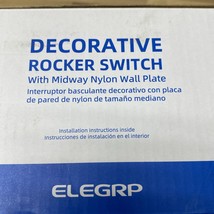 DECORATIVE
ROCKER SWITCH
With Midway Nylon Wall Plate
Interruptor basculante decorativo con placa
de pared de nylon de tamaño mediano
installation instructions inside
instrucciones de instalación en el interior
ELEGRP